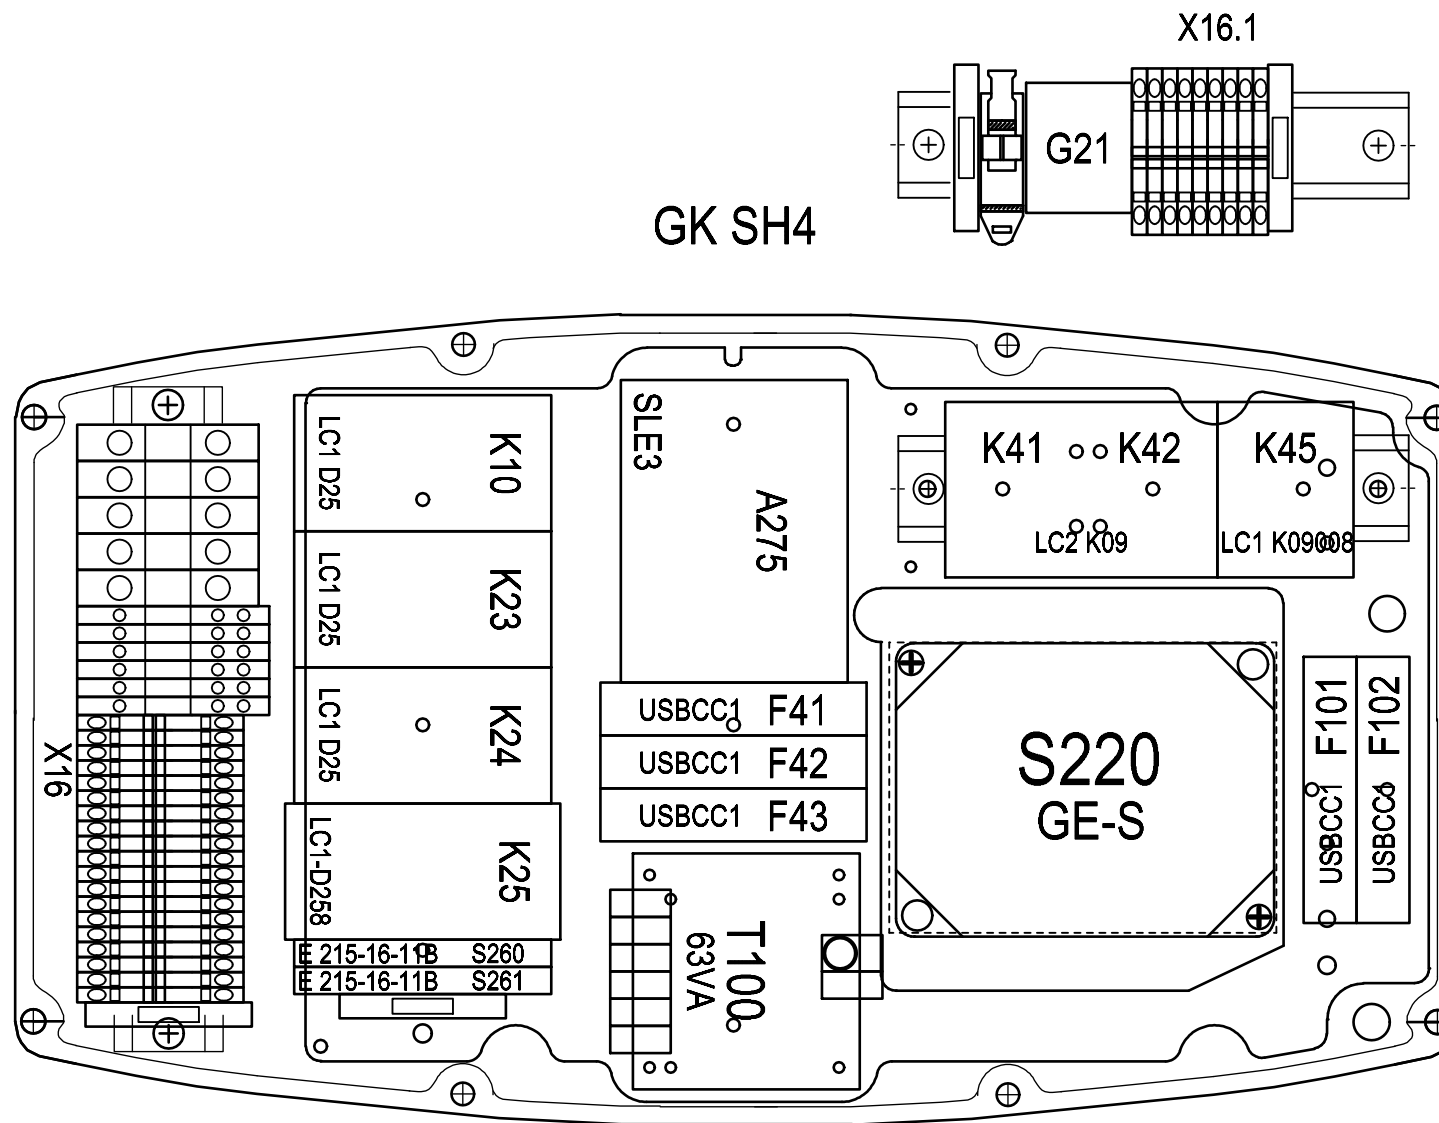 X16.1
G21
GK SH4
K10
LC1 D25
K23
LC1 D25
K24
LC1 D25
K25
LC1-D258
E 215-16-11B S260
E 215-16-11B S261
X16
SLE3
A275
USBCC1 F41
USBCC1 F42
USBCC1 F43
T100
63VA
K41 K42 K45
LC2 K09
LC1 K09008
S220
GE-S
USBCC1 F101
F102